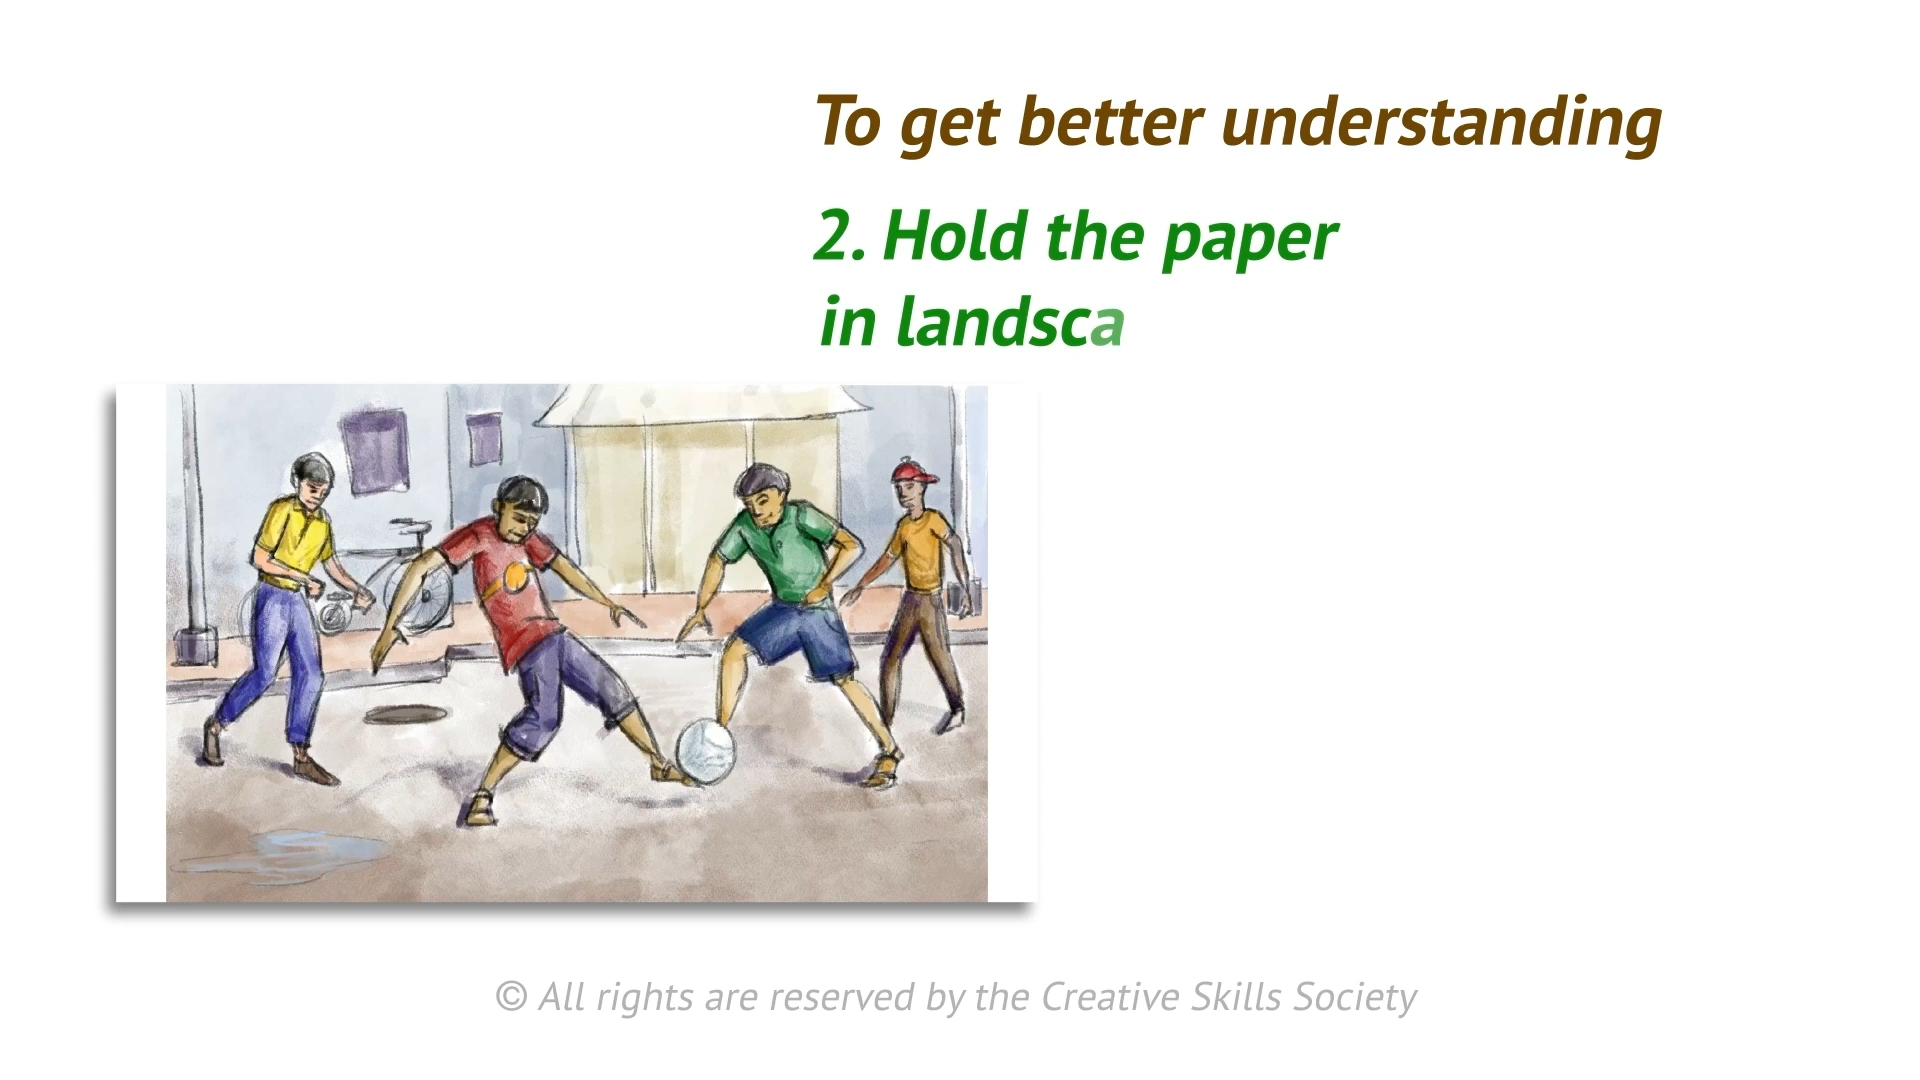 To get better understanding
2. Hold the paper
in landsca
© All rights are reserved by the Creative Skills Society